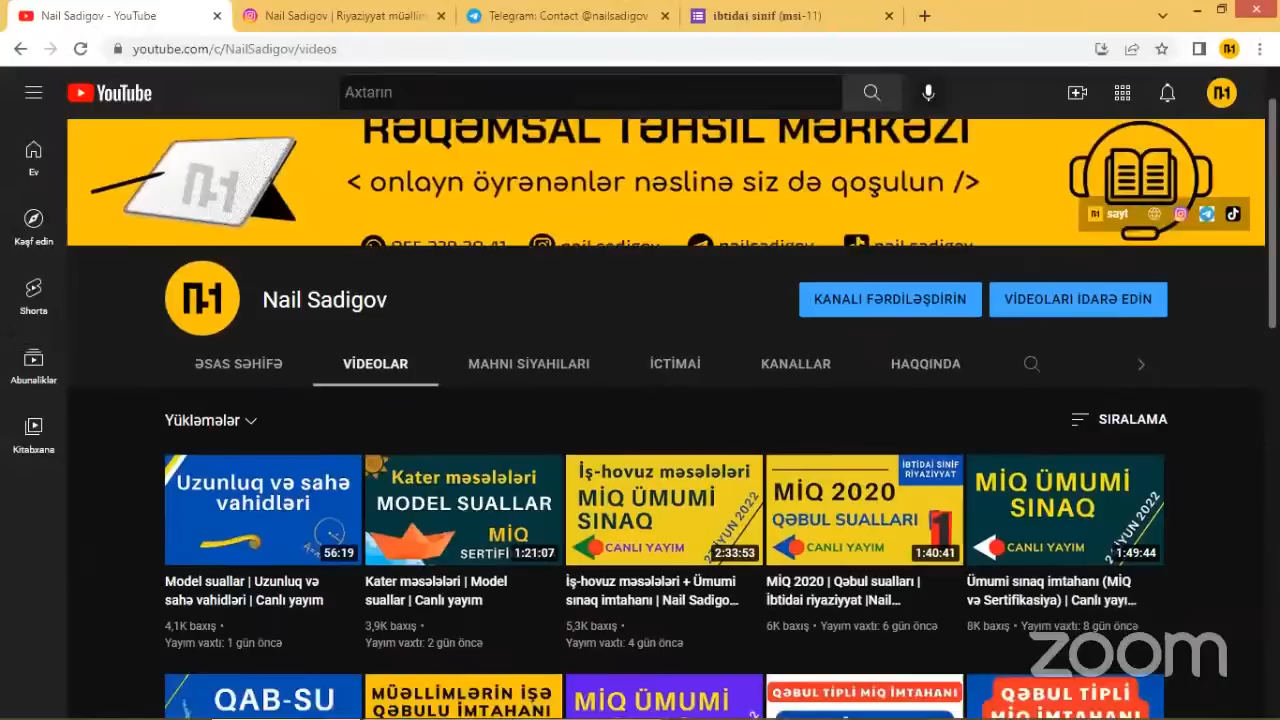 Nail Sadigov - YouTube
Nail Sadıgov | Riyaziyyat müəllim
Telegram: Contact @nailsadigov
ibtidai sinif (msi-11)
youtube.com/c/NailSadigov/videos
YouTube
Axtarın
RƏQƏMSAL TƏHSİL MƏRKƏZİ
< onlayn öyrənənlər nəslinə siz də qoşulun />
sayt
nail.sadigov
nailsadigov
nail.sadigov
Ev
Kəşf edin
Shorts
Abunəliklər
Kitabxana
Nail Sadigov
KANALI FƏRDİLƏŞDİRİN
VİDEOLARI İDARƏ EDİN
ƏSAS SƏHİFƏ
VİDEOLAR
MAHNI SİYAHILARI
İCTİMAİ
KANALLAR
HAQQINDA
Yükləmələr
SIRALAMA
Uzunluq və sahə
vahidləri
56:19
Kater məsələləri
MODEL SUALLAR
MİQ
SERTİFİ
1:21:07
İş-hovuz məsələləri
MİQ ÜMUMİ
SINAQ
CANLI YAYIM
2:33:53
İBTİDAİ SİNİF
RİYAZİYYAT
MİQ 2020
QƏBUL SUALLARI
CANLI YAYIM
1:40:41
MİQ ÜMUMİ
SINAQ
CANLI YAYIM
1:49:44
Model suallar | Uzunluq və
sahə vahidləri | Canlı yayım
4,1K baxış •
Yayım vaxtı: 1 gün öncə
Kater məsələləri | Model
suallar | Canlı yayım
3,9K baxış •
Yayım vaxtı: 2 gün öncə
İş-hovuz məsələləri + Ümumi
sınaq imtahanı | Nail Sadigo...
5,3K baxış •
Yayım vaxtı: 4 gün öncə
MİQ 2020 | Qəbul sualları |
İbtidai riyaziyyat |Nail...
6K baxış • Yayım vaxtı: 6 gün öncə
Ümumi sınaq imtahanı (MİQ
və Sertifikasiya) | Canlı yayı...
8K baxış • Yayım vaxtı: 8 gün öncə
zoom
QAB-SU
MÜƏLLİMLƏRİN İŞƏ
QƏBULU İMTAHANI
MİQ ÜMUMİ
QƏBUL TİPLİ MİQ İMTAHANI
QƏBUL TİPLİ
MİQ İMTAHANI